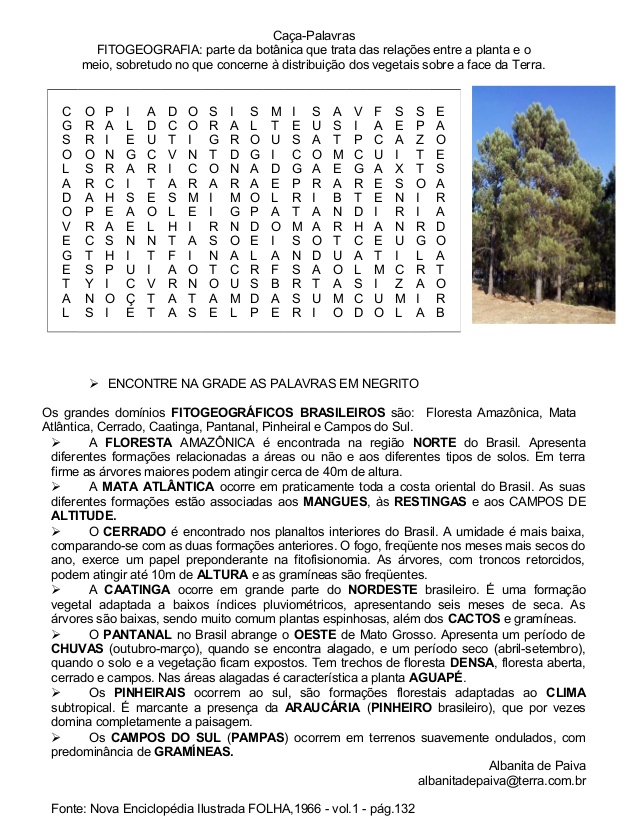 Caça-Palavras
FITOGEOGRAFIA: parte da botânica que trata das relações entre a planta e o
meio, sobretudo no que concerne à distribuição dos vegetais sobre a face da Terra.
C O P I A D O S I S M I S A V F S S E
G R A L D C O R A L T E U S I A E P A
S R I E U T I G R O U S A T P C A Z O
O O N G C V N T D G I C O M C U I T E
L S R A R I C O N A D G A E G A X T S
A R C I T A R A R A E P R A R E S O A
D A H S E S M I M O L R I B T E N I R
O P E A O L E I G P A T A N D I R I A
V R A E L H I R N D O M A R H A N R D
E C S N N T A S O E I S O T C E U G O
G T H I T F I N A L A N D U A T I L A
E S P U I A O T C R F S A O L M C R T
T Y I C V R N O U S B R T A S I Z A O
A N O Ç T A T A M D A S U M C U M I R
L S I E T A S E L P E R I O D O L A B
➢ ENCONTRE NA GRADE AS PALAVRAS EM NEGRITO
Os grandes domínios FITOGEOGRÁFICOS BRASILEIROS são: Floresta Amazônica, Mata
Atlântica, Cerrado, Caatinga, Pantanal, Pinheiral e Campos do Sul.
➢ A FLORESTA AMAZÔNICA é encontrada na região NORTE do Brasil. Apresenta
diferentes formações relacionadas a áreas ou não e aos diferentes tipos de solos. Em terra
firme as árvores maiores podem atingir cerca de 40m de altura.
➢ A MATA ATLÂNTICA ocorre em praticamente toda a costa oriental do Brasil. As suas
diferentes formações estão associadas aos MANGUES, às RESTINGAS e aos CAMPOS DE
ALTITUDE.
➢ O CERRADO é encontrado nos planaltos interiores do Brasil. A umidade é mais baixa,
comparando-se com as duas formações anteriores. O fogo, freqüente nos meses mais secos do
ano, exerce um papel preponderante na fitofisionomia. As árvores, com troncos retorcidos,
podem atingir até 10m de ALTURA e as gramíneas são freqüentes.
➢ A CAATINGA ocorre em grande parte do NORDESTE brasileiro. É uma formação
vegetal adaptada a baixos índices pluviométricos, apresentando seis meses de seca. As
árvores são baixas, sendo muito comum plantas espinhosas, além dos CACTOS e gramíneas.
➢ O PANTANAL no Brasil abrange o OESTE de Mato Grosso. Apresenta um período de
CHUVAS (outubro-março), quando se encontra alagado, e um período seco (abril-setembro),
quando o solo e a vegetação ficam expostos. Tem trechos de floresta DENSA, floresta aberta,
cerrado e campos. Nas áreas alagadas é característica a planta AGUAPÉ.
➢ Os PINHEIRAIS ocorrem ao sul, são formações florestais adaptadas ao CLIMA
subtropical. É marcante a presença da ARAUCÁRIA (PINHEIRO brasileiro), que por vezes
domina completamente a paisagem.
➢ Os CAMPOS DO SUL (PAMPAS) ocorrem em terrenos suavemente ondulados, com
predominância de GRAMÍNEAS.
Albanita de Paiva
albanitadepaiva@terra.com.br
Fonte: Nova Enciclopédia Ilustrada FOLHA,1966 - vol.1 - pág.132